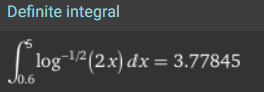 Definite integral
∫_{0.6}^{5} log^{-1/2}(2x) dx = 3.77845